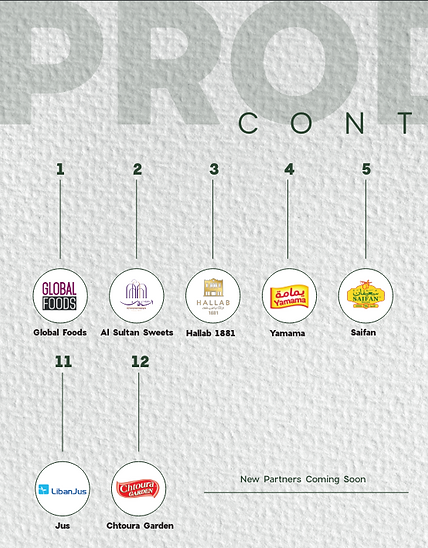 PROD
CONT
1 2 3 4 5
GLOBAL
FOODS
HALLAB
1881
يمامة
Yamama
سعيفان
SAIFAN
Global Foods Al Sultan Sweets Hallab 1881 Yamama Saifan
11 12
LibanJus
Chtoura
GARDEN
New Partners Coming Soon
Jus Chtoura Garden